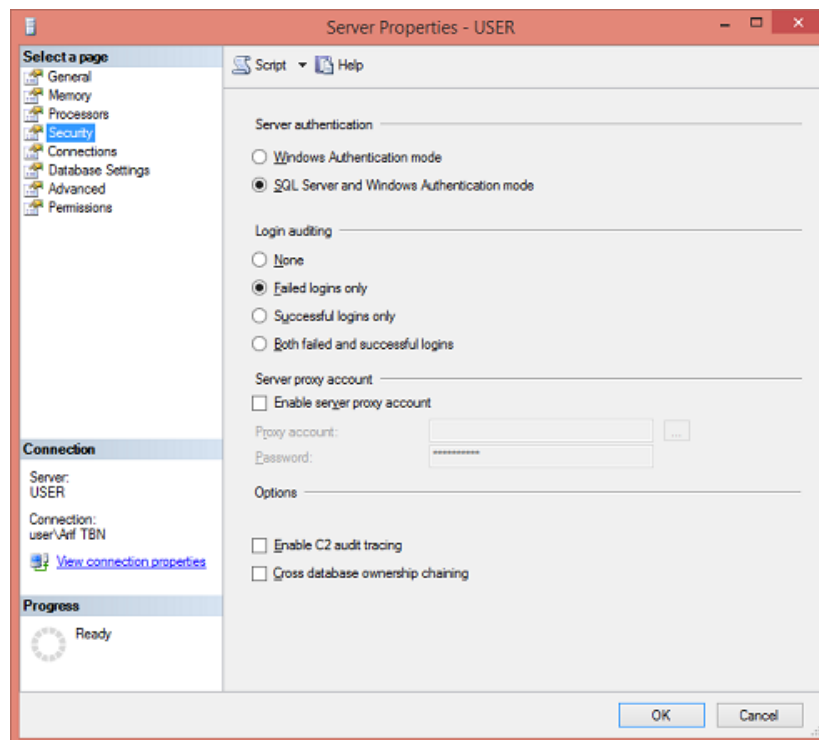 Server Properties - USER
Select a page
General
Memory
Processors
Security
Connections
Database Settings
Advanced
Permissions
Script
Help
Server authentication
Windows Authentication mode
SQL Server and Windows Authentication mode
Login auditing
None
Failed logins only
Successful logins only
Both failed and successful logins
Server proxy account
Enable server proxy account
Proxy account:
...
Password:
**********
Options
Enable C2 audit tracing
Cross database ownership chaining
Connection
Server:
USER
Connection:
user\Arif TBN
View connection properties
Progress
Ready
OK
Cancel